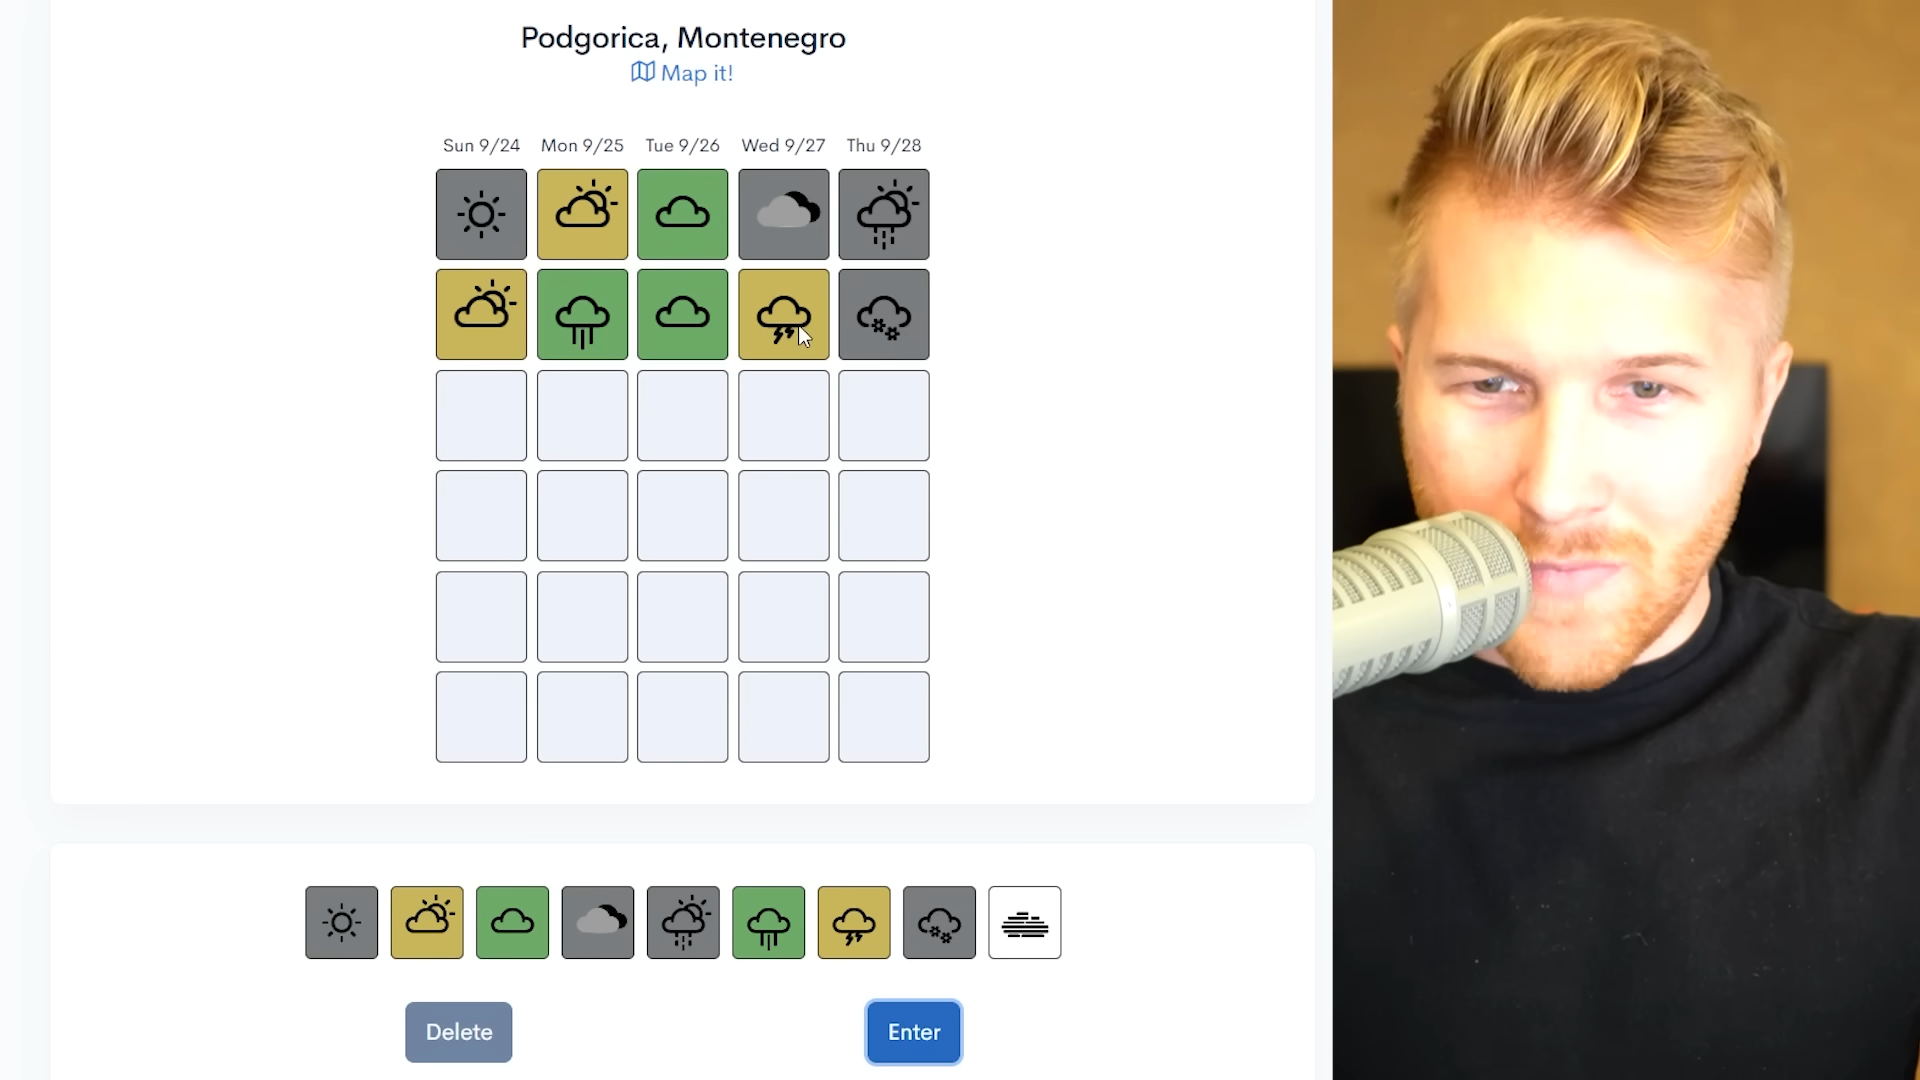 Podgorica, Montenegro
Map it!
Sun 9/24 Mon 9/25 Tue 9/26 Wed 9/27 Thu 9/28
Delete Enter